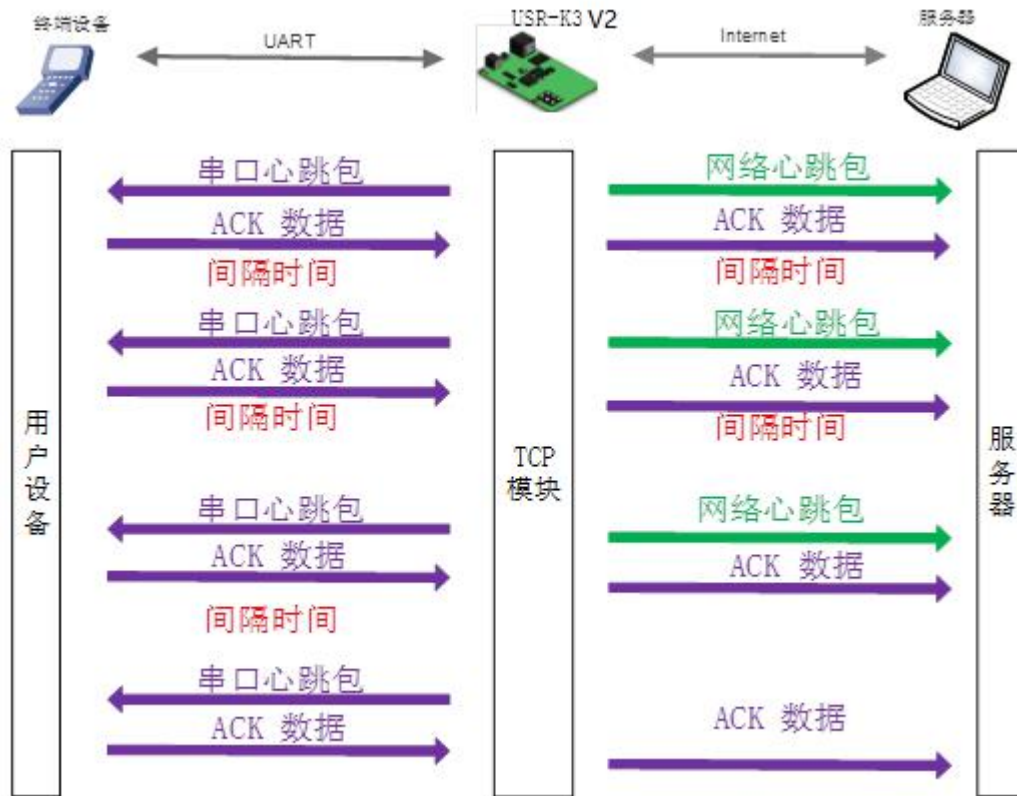 终端设备
UART
USR-K3 V2
Internet
服务器
串口心跳包
网络心跳包
ACK 数据
ACK 数据
间隔时间
间隔时间
串口心跳包
网络心跳包
ACK 数据
ACK 数据
间隔时间
间隔时间
用户设备
TCP
模块
服务器
串口心跳包
网络心跳包
ACK 数据
ACK 数据
间隔时间
串口心跳包
ACK 数据
ACK 数据